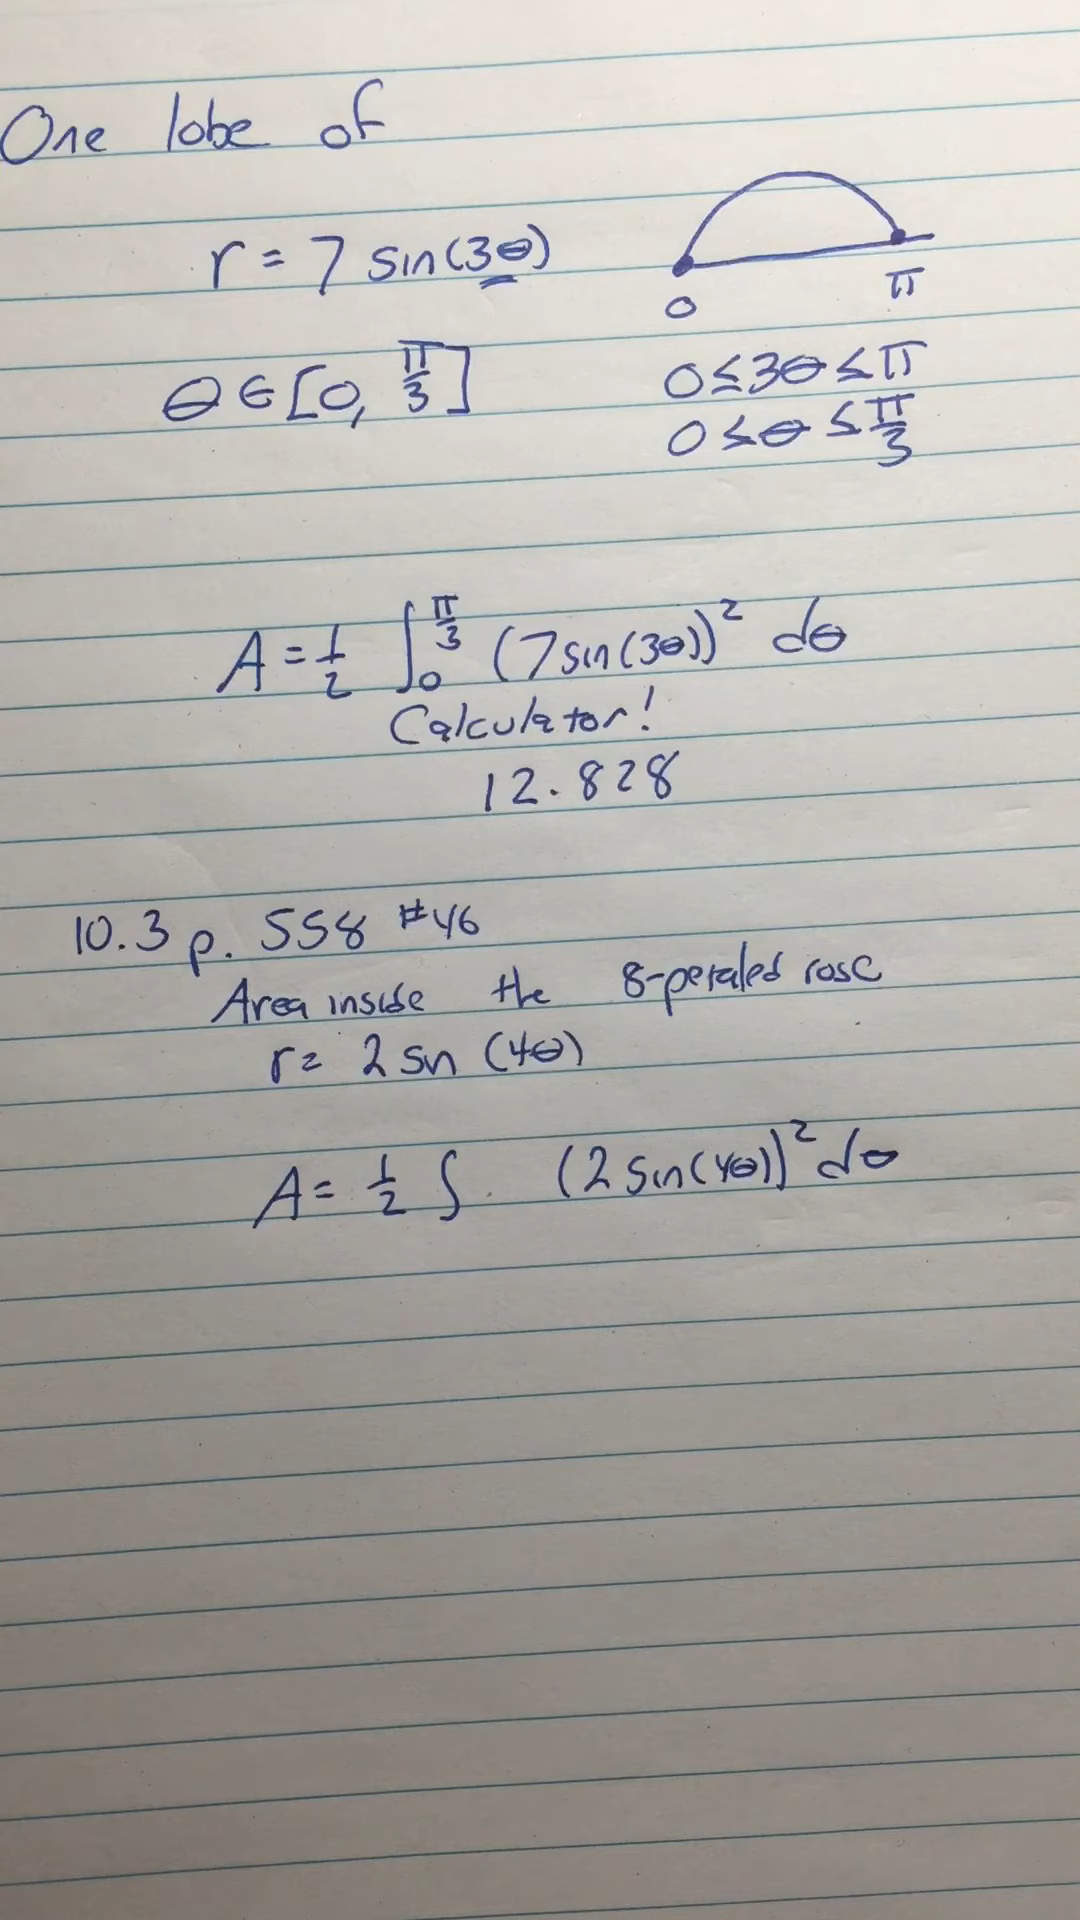 One lobe of
r = 7 sin(3θ)
0 π
θ ∈ [0, π/3]
0 ≤ 3θ ≤ π
0 ≤ θ ≤ π/3
A = 1/2 ∫₀^(π/3) (7 sin(3θ))² dθ
Calculator!
12.828
10.3 p. 558 #46
Area inside the 8-petaled rose
r = 2 sin (4θ)
A = 1/2 ∫ (2 sin(4θ))² dθ